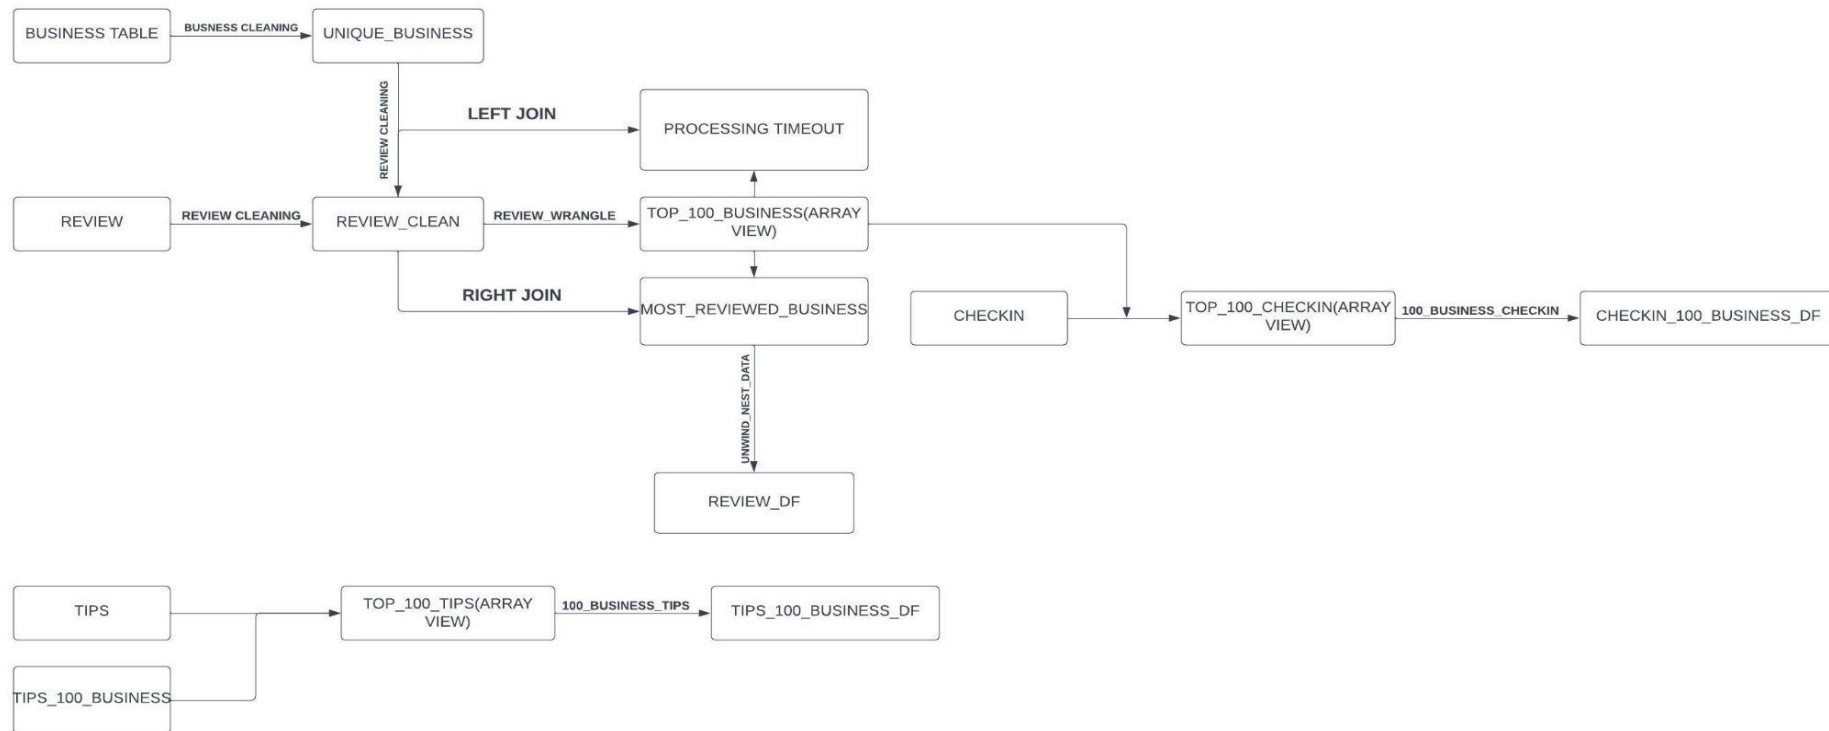 BUSINESS TABLE
BUSNESS CLEANING
UNIQUE_BUSINESS
REVIEW CLEANING
LEFT JOIN
PROCESSING TIMEOUT
REVIEW
REVIEW CLEANING
REVIEW_CLEAN
REVIEW_WRANGLE
TOP_100_BUSINESS(ARRAY
VIEW)
RIGHT JOIN
MOST_REVIEWED_BUSINESS
CHECKIN
TOP_100_CHECKIN(ARRAY
VIEW)
100_BUSINESS_CHECKIN
CHECKIN_100_BUSINESS_DF
UNWIND_NEST_DATA
REVIEW_DF
TIPS
TOP_100_TIPS(ARRAY
VIEW)
100_BUSINESS_TIPS
TIPS_100_BUSINESS_DF
TIPS_100_BUSINESS